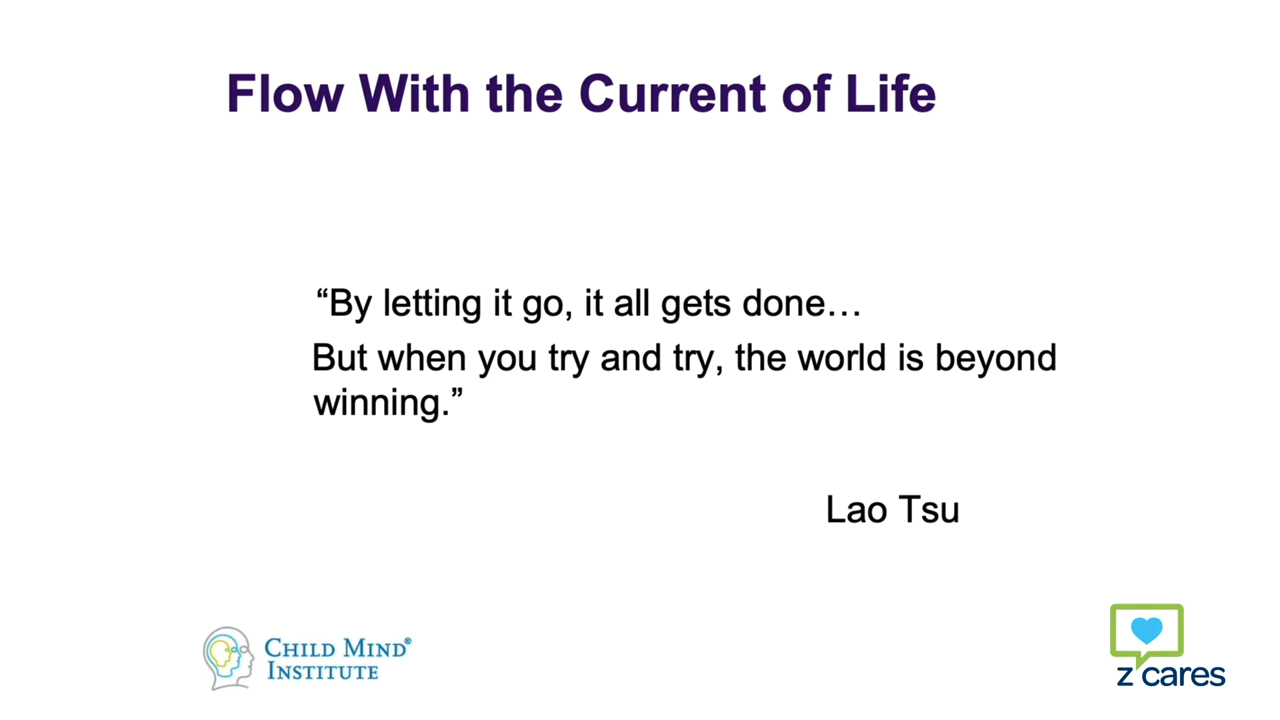 Flow With the Current of Life
“By letting it go, it all gets done…
But when you try and try, the world is beyond
winning.”
Lao Tsu
CHILD MIND®
INSTITUTE
z cares